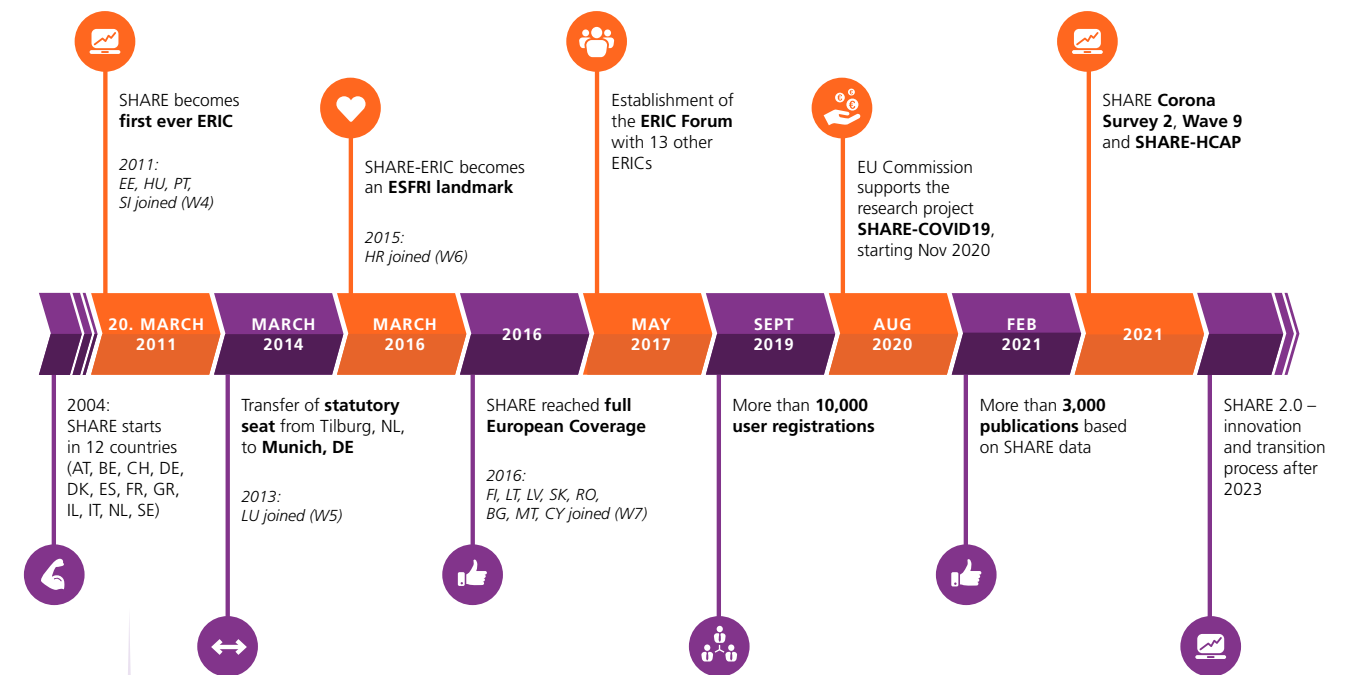 SHARE becomes
first ever ERIC
2011:
EE, HU, PT,
SI joined (W4)
SHARE-ERIC becomes
an ESFRI landmark
2015:
HR joined (W6)
Establishment of
the ERIC Forum
with 13 other
ERICs
EU Commission
supports the
research project
SHARE-COVID19,
starting Nov 2020
SHARE Corona
Survey 2, Wave 9
and SHARE-HCAP
20. MARCH
2011
MARCH
2014
MARCH
2016
2016
MAY
2017
SEPT
2019
AUG
2020
FEB
2021
2021
2004:
SHARE starts
in 12 countries
(AT, BE, CH, DE,
DK, ES, FR, GR,
IL, IT, NL, SE)
Transfer of statutory
seat from Tilburg, NL,
to Munich, DE
2013:
LU joined (W5)
SHARE reached full
European Coverage
2016:
FI, LT, LV, SK, RO,
BG, MT, CY joined (W7)
More than 10,000
user registrations
More than 3,000
publications based
on SHARE data
SHARE 2.0 –
innovation
and transition
process after
2023